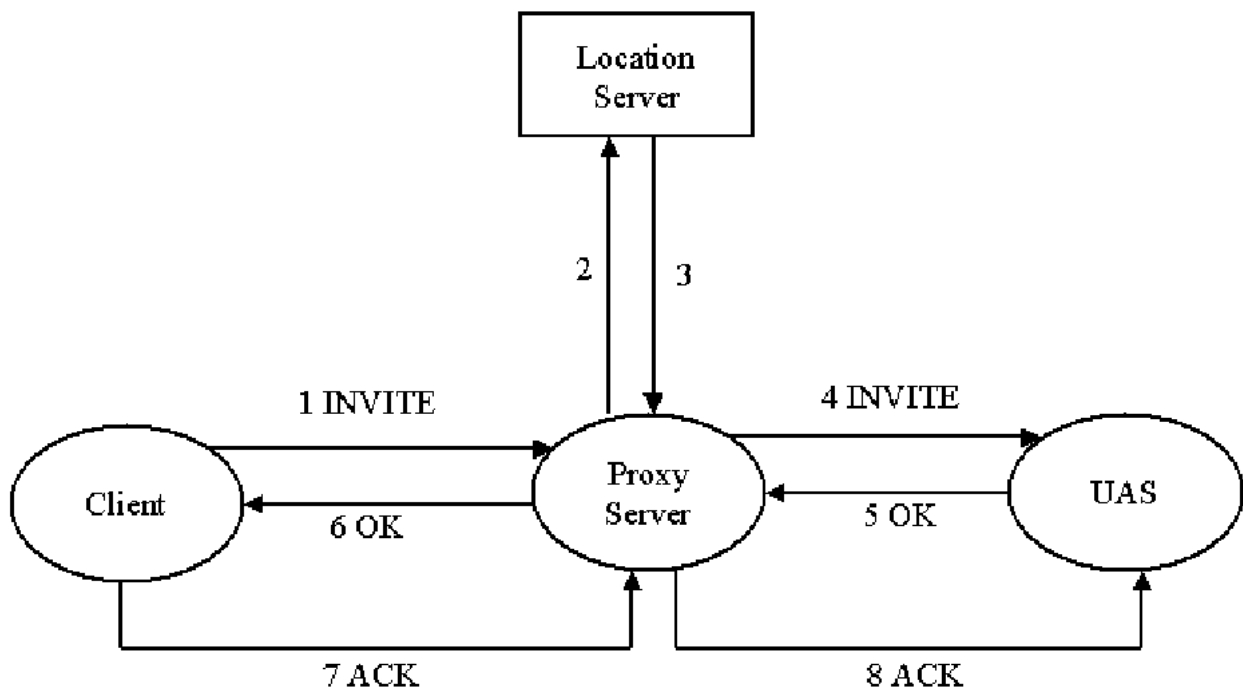 Location
Server
2
3
1 INVITE
4 INVITE
Client
Proxy
Server
UAS
6 OK
5 OK
7 ACK
8 ACK